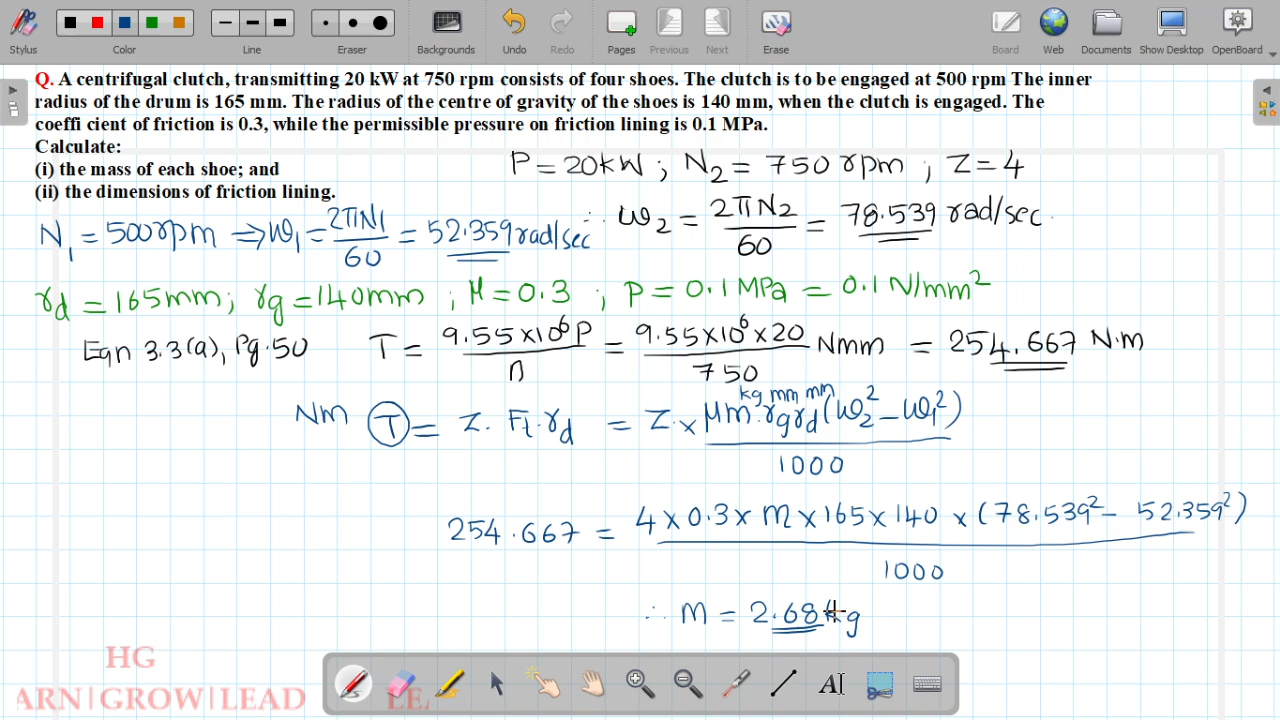 Stylus Color Line Eraser Backgrounds Undo Redo Pages Previous Next Erase Board Web Documents Show Desktop OpenBoard
Q. A centrifugal clutch, transmitting 20 kW at 750 rpn consists of four shoes. The clutch is to be engaged at 500 rpm The inner
radius of the drum is 165 mm. The radius of the centre of gravity of the shoes is 140 mm, when the clutch is engaged. The
coeffi cient of friction is 0.3, while the permissible pressure on friction lining is 0.1 MPa.
Calculate:
(i) the mass of each shoe; and
(ii) the dimensions of friction lining.
P = 20kW ; N₂ = 750 rpm ; Z = 4
N₁ = 500rpm ⇒ ω₁ = 2πN₁/60 = 52.359 rad/sec
∴ ω₂ = 2πN₂/60 = 78.539 rad/sec
rd = 165mm; rg = 140mm ; μ = 0.3 ; P = 0.1 MPa = 0.1 N/mm²
Eqn 3.3(a), Pg.50 T = 9.55×10⁶P/n = 9.55×10⁶×20/750 Nmm = 254.667 N.m
kg mm mm
Nm T = Z. Ft.rd = Z × μm.rg rd (ω₂² - ω₁²)/1000
254.667 = 4 × 0.3 × m × 165 × 140 × (78.539² - 52.359²)/1000
∴ m = 2.68 kg
HG
ARN|GROW|LEAD
LE